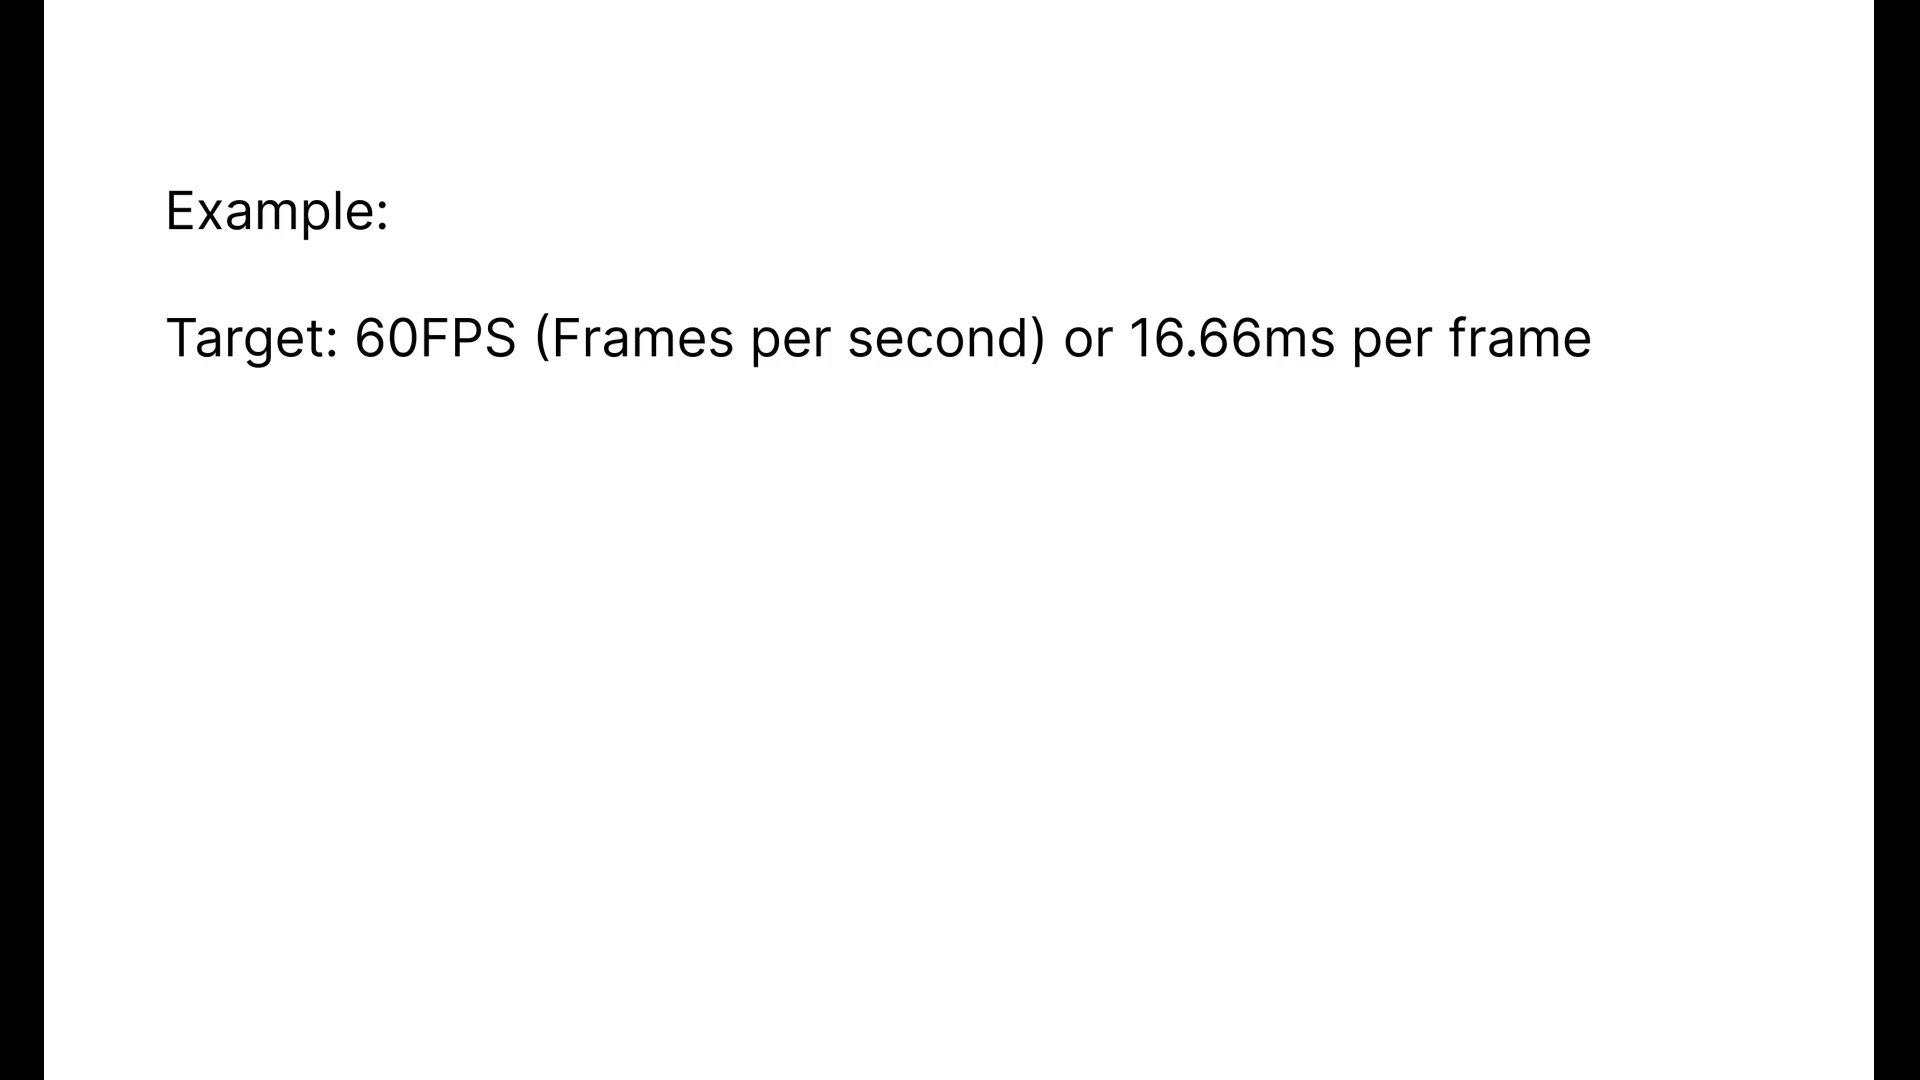 Example:
Target: 60FPS (Frames per second) or 16.66ms per frame